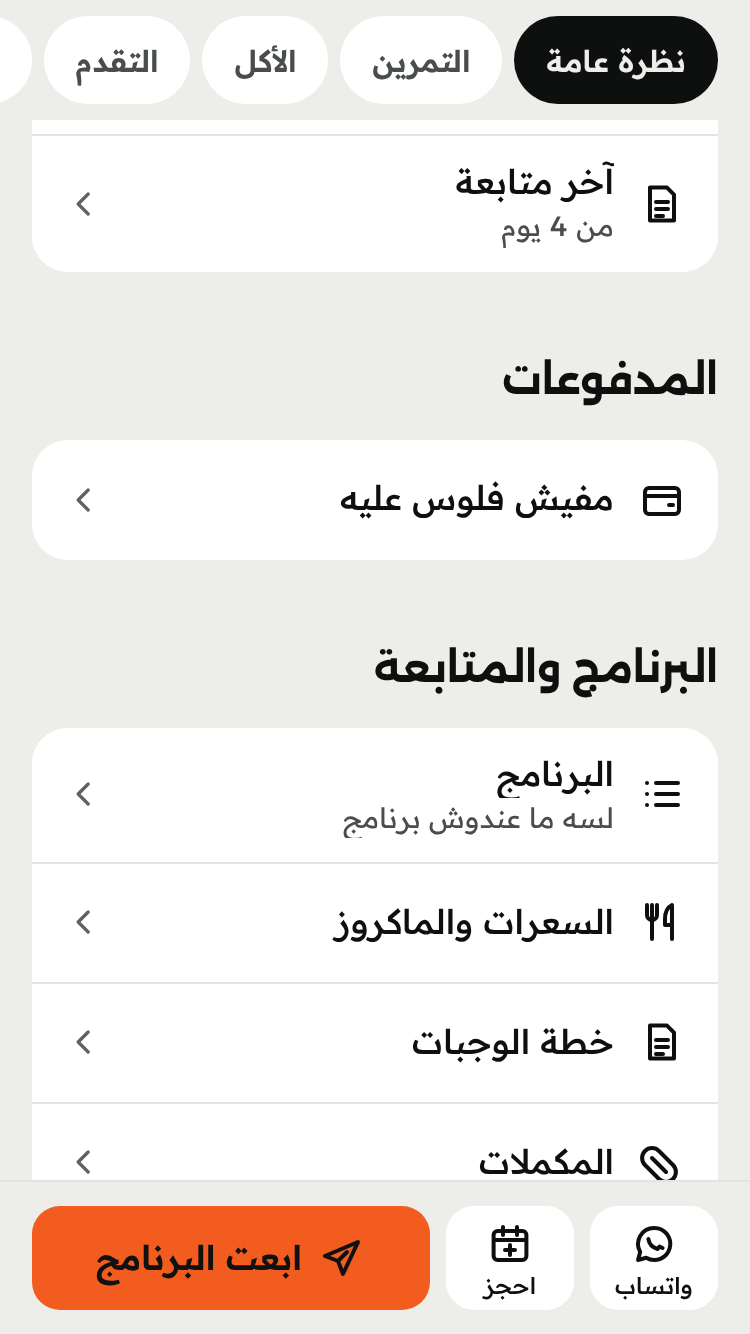 نظرة عامة
التمرين
الأكل
التقدم
آخر متابعة
من 4 يوم
المدفوعات
مفيش فلوس عليه
البرنامج والمتابعة
البرنامج
لسه ما عندوش برنامج
السعرات والماكروز
خطة الوجبات
المكملات
واتساب
احجز
ابعت البرنامج